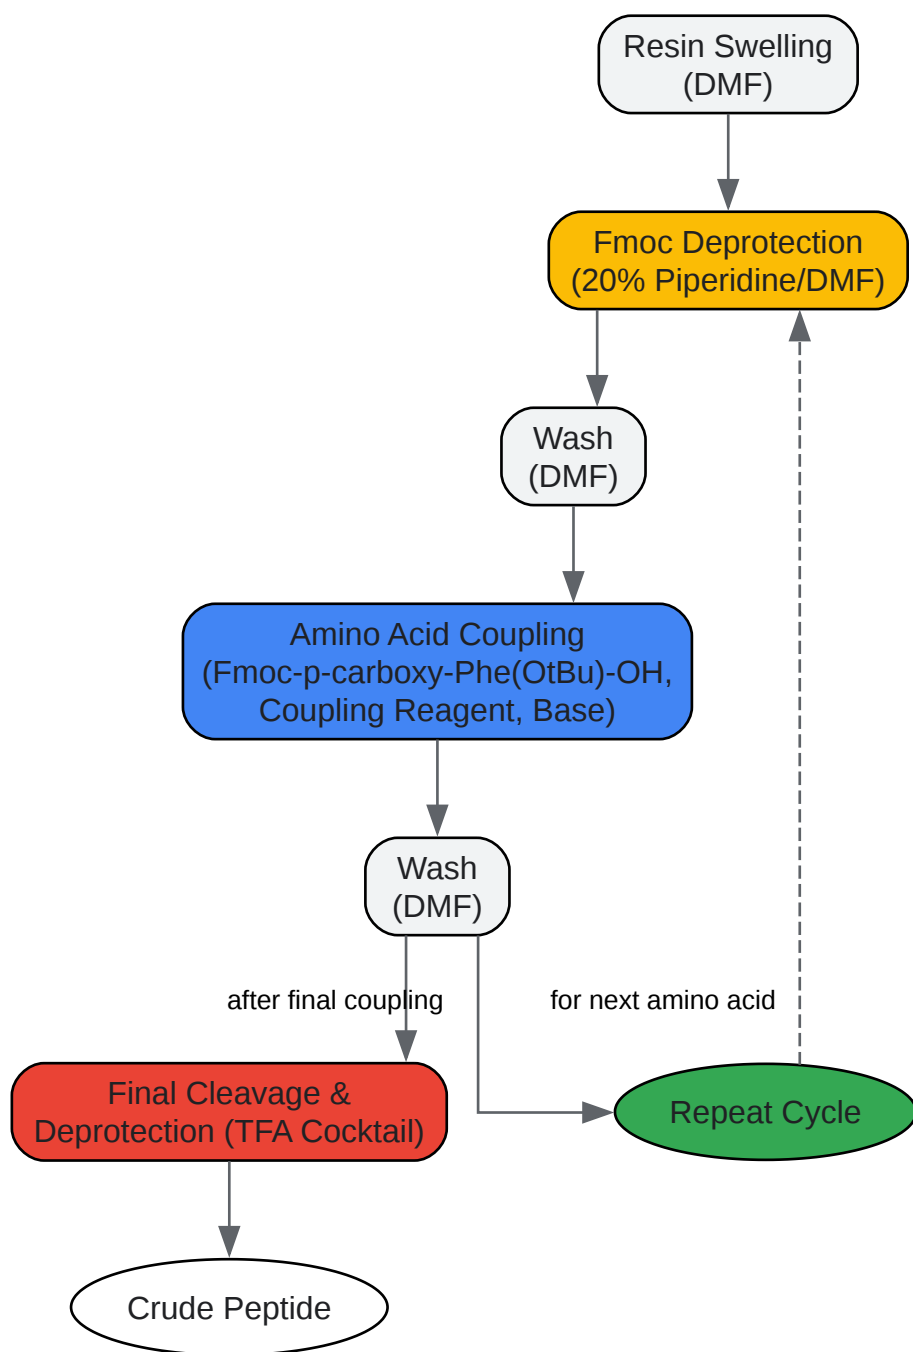 Resin Swelling
(DMF)
Fmoc Deprotection
(20% Piperidine/DMF)
Wash
(DMF)
Amino Acid Coupling
(Fmoc-p-carboxy-Phe(OtBu)-OH,
Coupling Reagent, Base)
Wash
(DMF)
after final coupling
for next amino acid
Final Cleavage &
Deprotection (TFA Cocktail)
Repeat Cycle
Crude Peptide